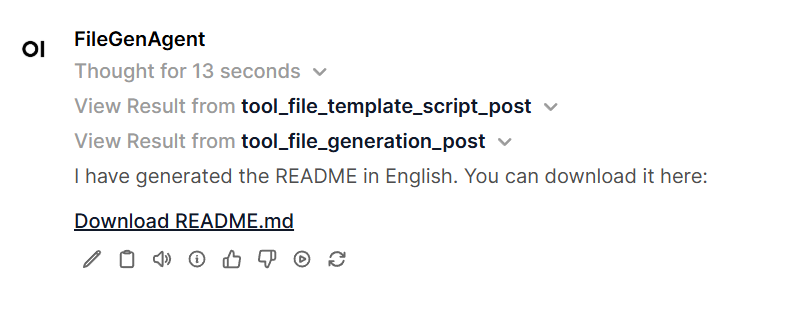 OI
FileGenAgent
Thought for 13 seconds
View Result from tool_file_template_script_post
View Result from tool_file_generation_post
I have generated the README in English. You can download it here:
Download README.md